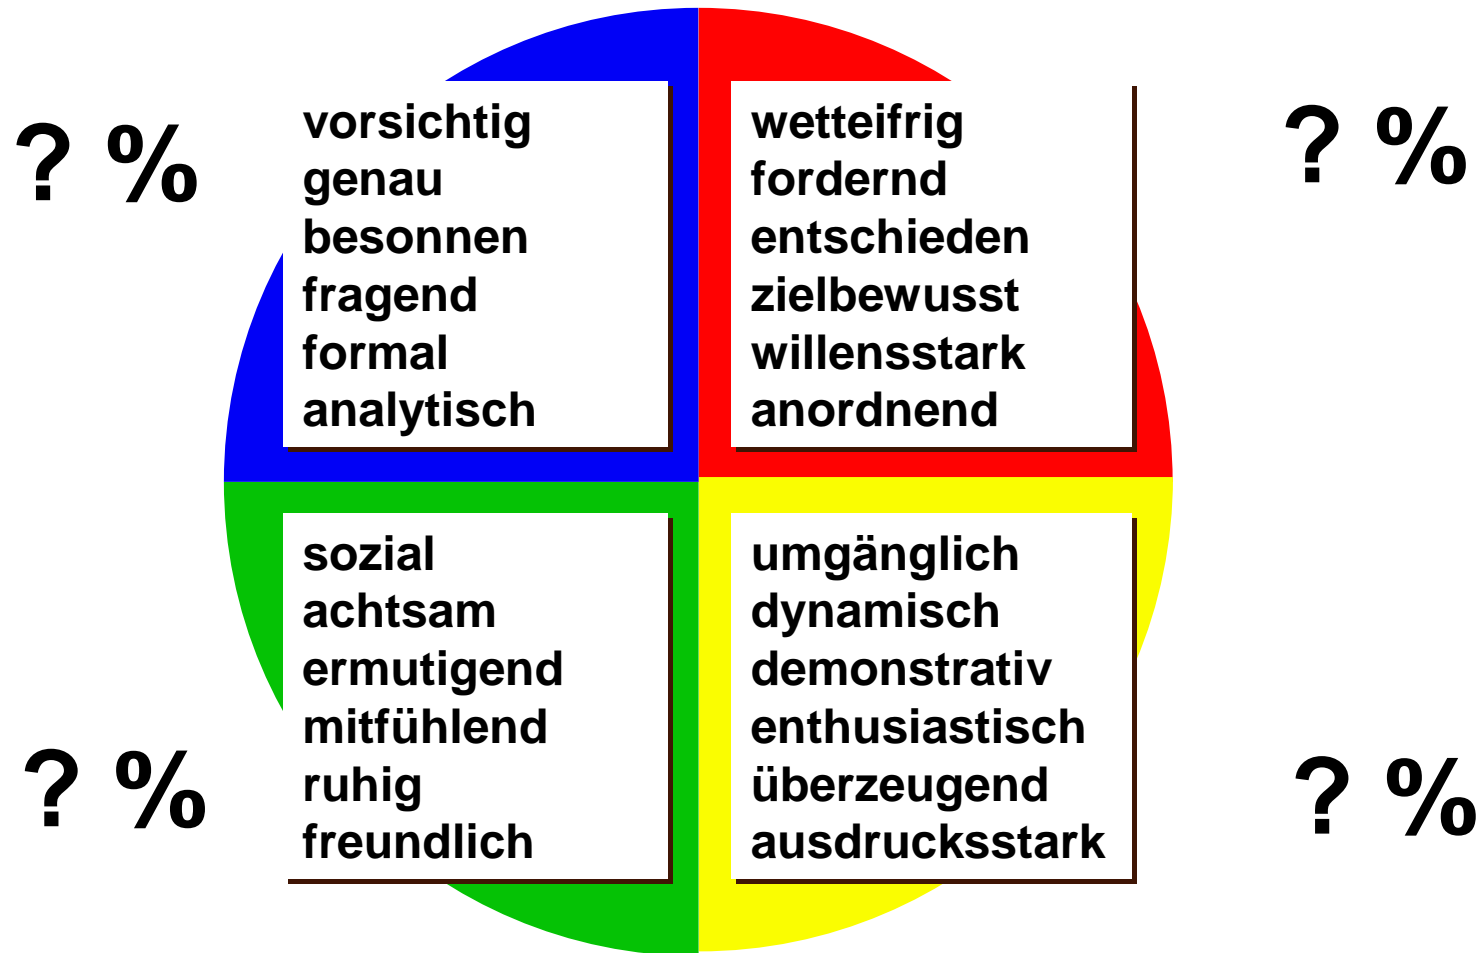 ? %
vorsichtig
genau
besonnen
fragend
formal
analytisch
wetteifrig
fordernd
entschieden
zielbewusst
willensstark
anordnend
? %
? %
sozial
achtsam
ermutigend
mitfühlend
ruhig
freundlich
umgänglich
dynamisch
demonstrativ
enthusiastisch
überzeugend
ausdrucksstark
? %